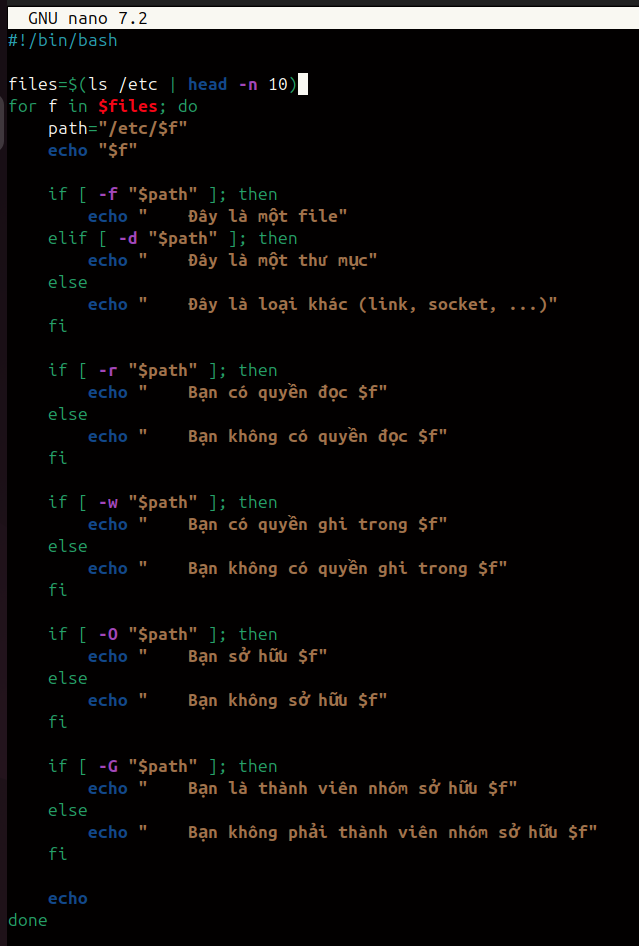 GNU nano 7.2
#!/bin/bash
files=$(ls /etc | head -n 10)
for f in $files; do
    path="/etc/$f"
    echo "$f"
    if [ -f "$path" ]; then
        echo "    Đây là một file"
    elif [ -d "$path" ]; then
        echo "    Đây là một thư mục"
    else
        echo "    Đây là loại khác (link, socket, ...)"
    fi
    if [ -r "$path" ]; then
        echo "    Bạn có quyền đọc $f"
    else
        echo "    Bạn không có quyền đọc $f"
    fi
    if [ -w "$path" ]; then
        echo "    Bạn có quyền ghi trong $f"
    else
        echo "    Bạn không có quyền ghi trong $f"
    fi
    if [ -O "$path" ]; then
        echo "    Bạn sở hữu $f"
    else
        echo "    Bạn không sở hữu $f"
    fi
    if [ -G "$path" ]; then
        echo "    Bạn là thành viên nhóm sở hữu $f"
    else
        echo "    Bạn không phải thành viên nhóm sở hữu $f"
    fi
    echo
done